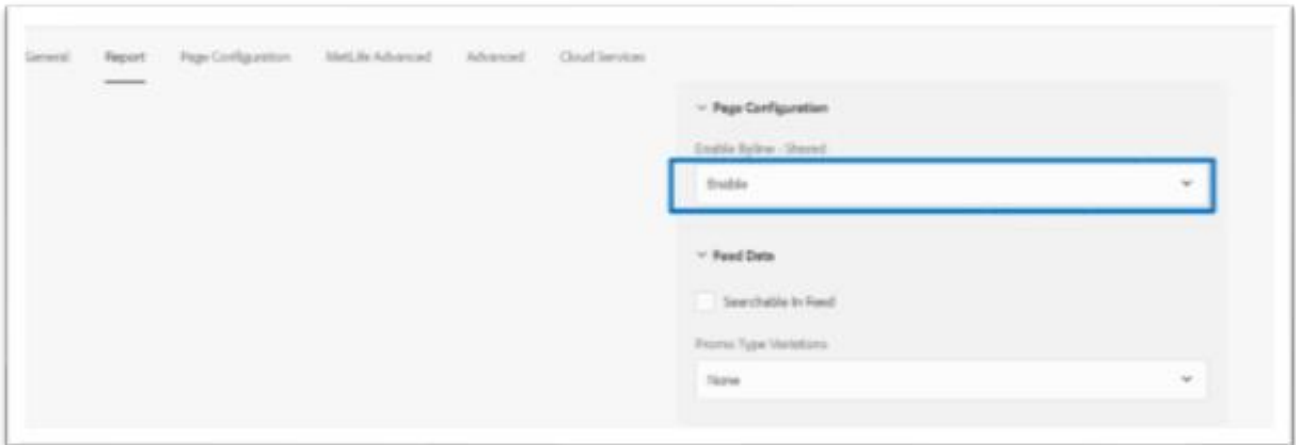 General Report Page Configuration MetLife Advanced Advanced Cloud Services
Page Configuration
Enable Byline - Shared
Enable
Feed Data
Searchable In Feed
Promo Type Variations
None